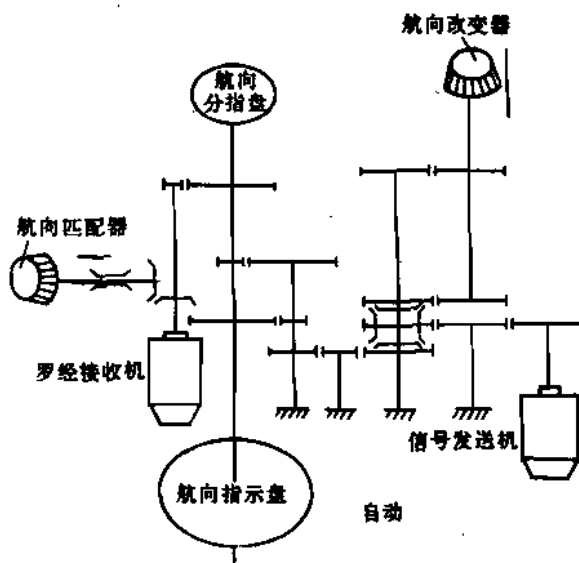 航向改变器
航向
分指盘
航向匹配器
罗经接收机
信号发送机
航向指示盘
自动